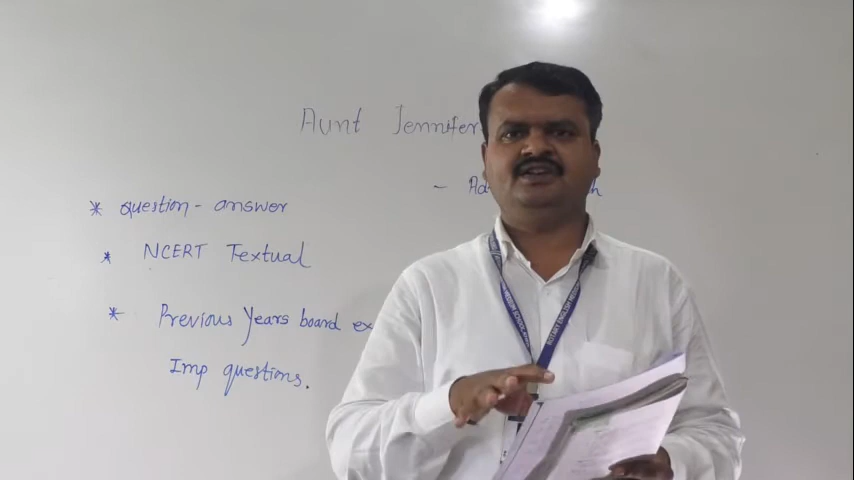 Aunt Jennifer
-
* question - answer
* NCERT Textual
* Previous Years board ex
Imp questions.